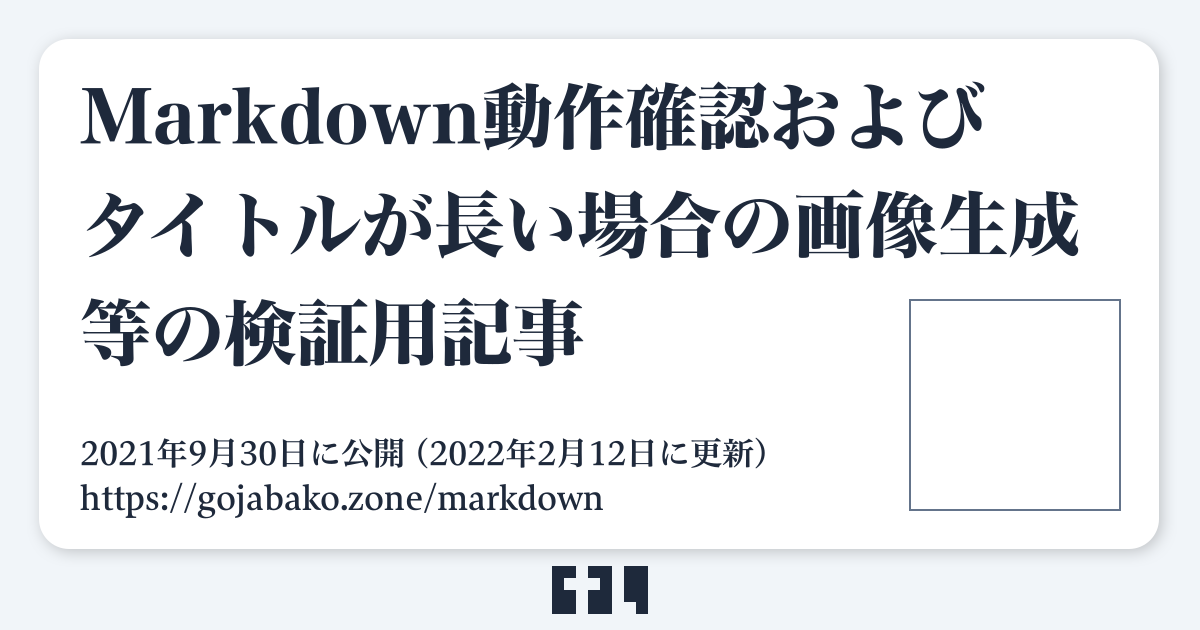 Markdown動作確認および
タイトルが長い場合の画像生成
等の検証用記事
2021年9月30日に公開（2022年2月12日に更新）
https://gojabako.zone/markdown